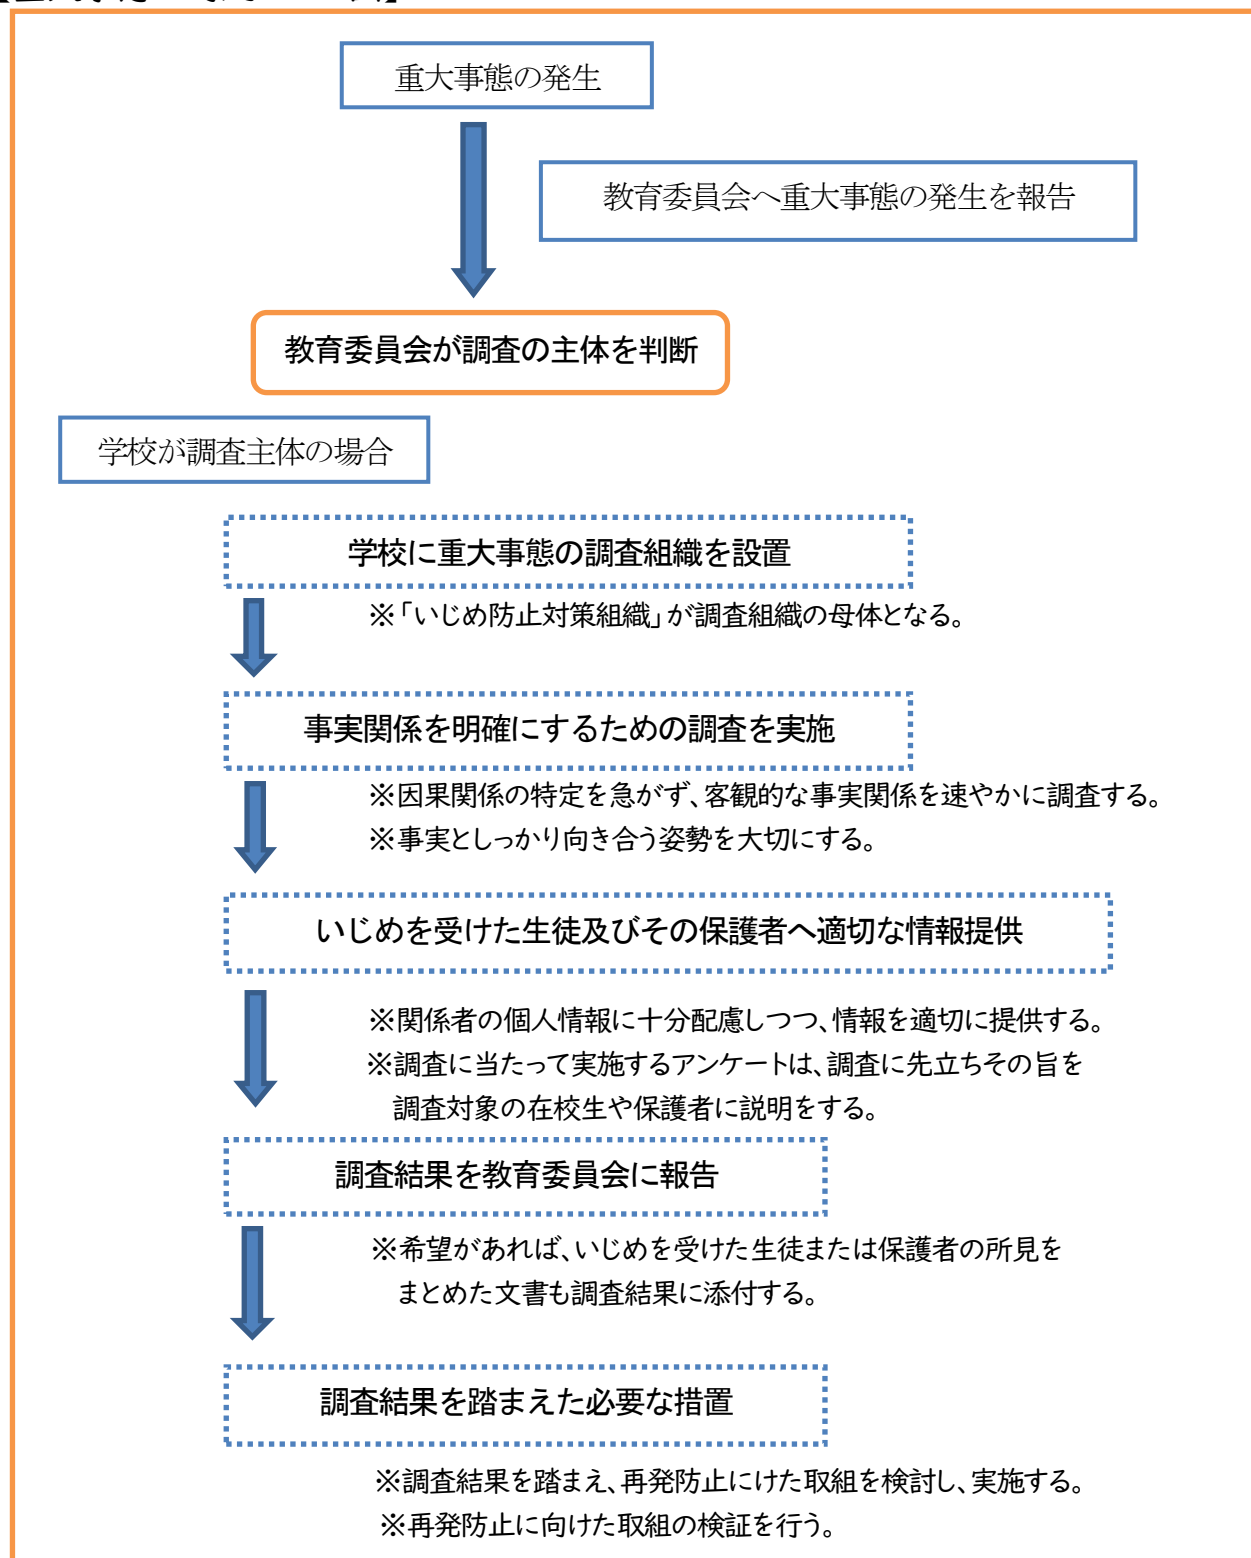 重大事態の発生
教育委員会へ重大事態の発生を報告
教育委員会が調査の主体を判断
学校が調査主体の場合
学校に重大事態の調査組織を設置
※「いじめ防止対策組織」が調査組織の母体となる。
事実関係を明確にするための調査を実施
※因果関係の特定を急がず、客観的な事実関係を速やかに調査する。
※事実としっかり向き合う姿勢を大切にする。
いじめを受けた生徒及びその保護者へ適切な情報提供
※関係者の個人情報に十分配慮しつつ、情報を適切に提供する。
※調査に当たって実施するアンケートは、調査に先立ちその旨を
調査対象の在校生や保護者に説明をする。
調査結果を教育委員会に報告
※希望があれば、いじめを受けた生徒または保護者の所見を
まとめた文書も調査結果に添付する。
調査結果を踏まえた必要な措置
※調査結果を踏まえ、再発防止にけた取組を検討し、実施する。
※再発防止に向けた取組の検証を行う。